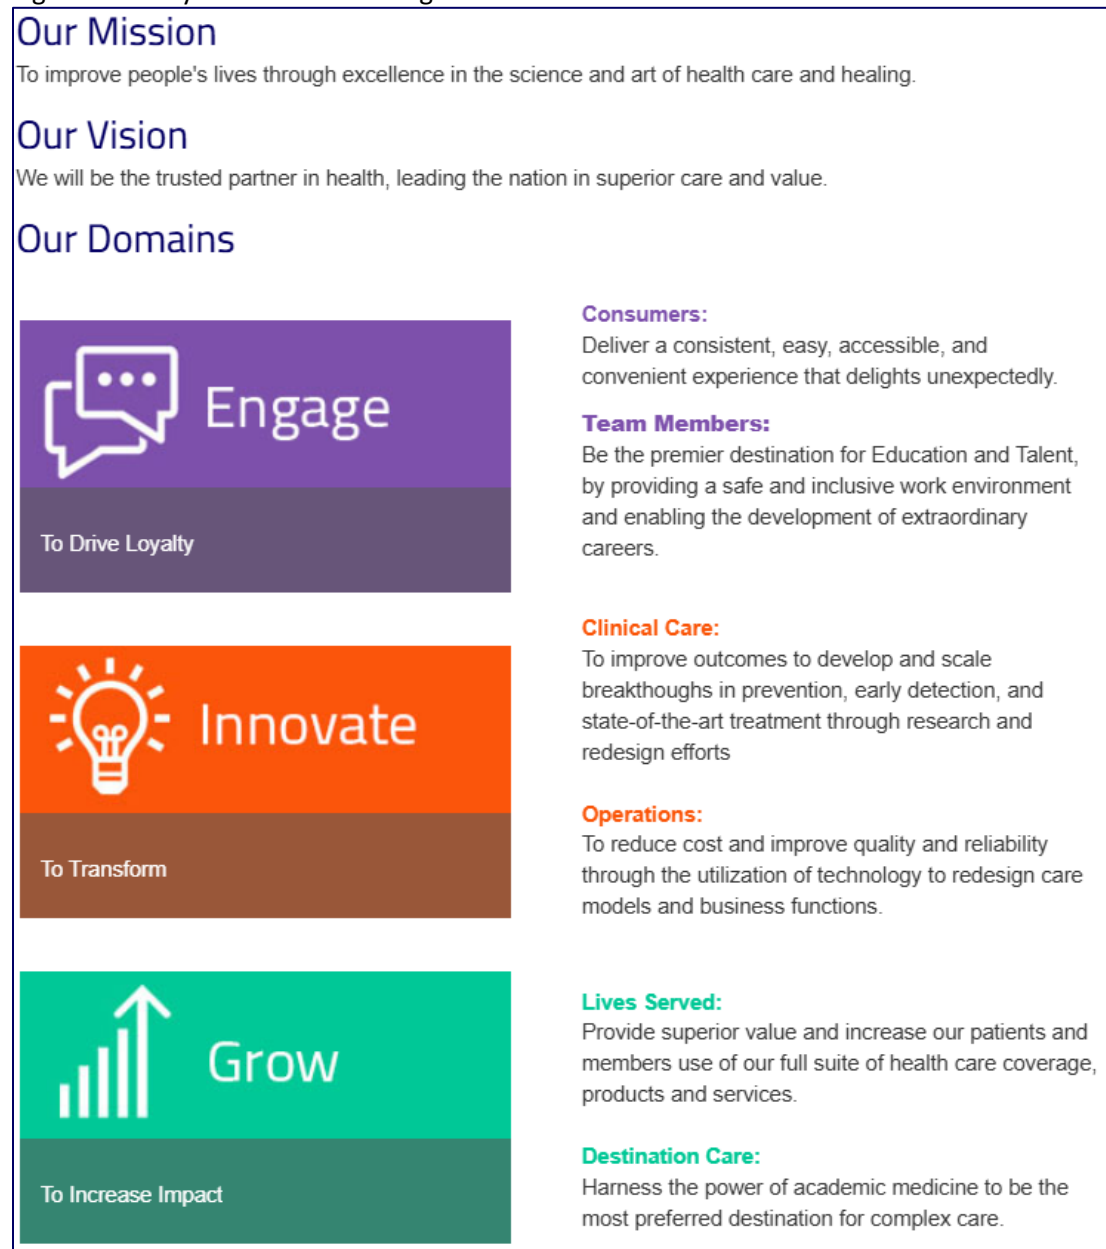 Our Mission
To improve people's lives through excellence in the science and art of health care and healing.
Our Vision
We will be the trusted partner in health, leading the nation in superior care and value.
Our Domains
Engage
To Drive Loyalty
Consumers:
Deliver a consistent, easy, accessible, and
convenient experience that delights unexpectedly.
Team Members:
Be the premier destination for Education and Talent,
by providing a safe and inclusive work environment
and enabling the development of extraordinary
careers.
Innovate
To Transform
Clinical Care:
To improve outcomes to develop and scale
breakthoughs in prevention, early detection, and
state-of-the-art treatment through research and
redesign efforts
Operations:
To reduce cost and improve quality and reliability
through the utilization of technology to redesign care
models and business functions.
Grow
To Increase Impact
Lives Served:
Provide superior value and increase our patients and
members use of our full suite of health care coverage,
products and services.
Destination Care:
Harness the power of academic medicine to be the
most preferred destination for complex care.